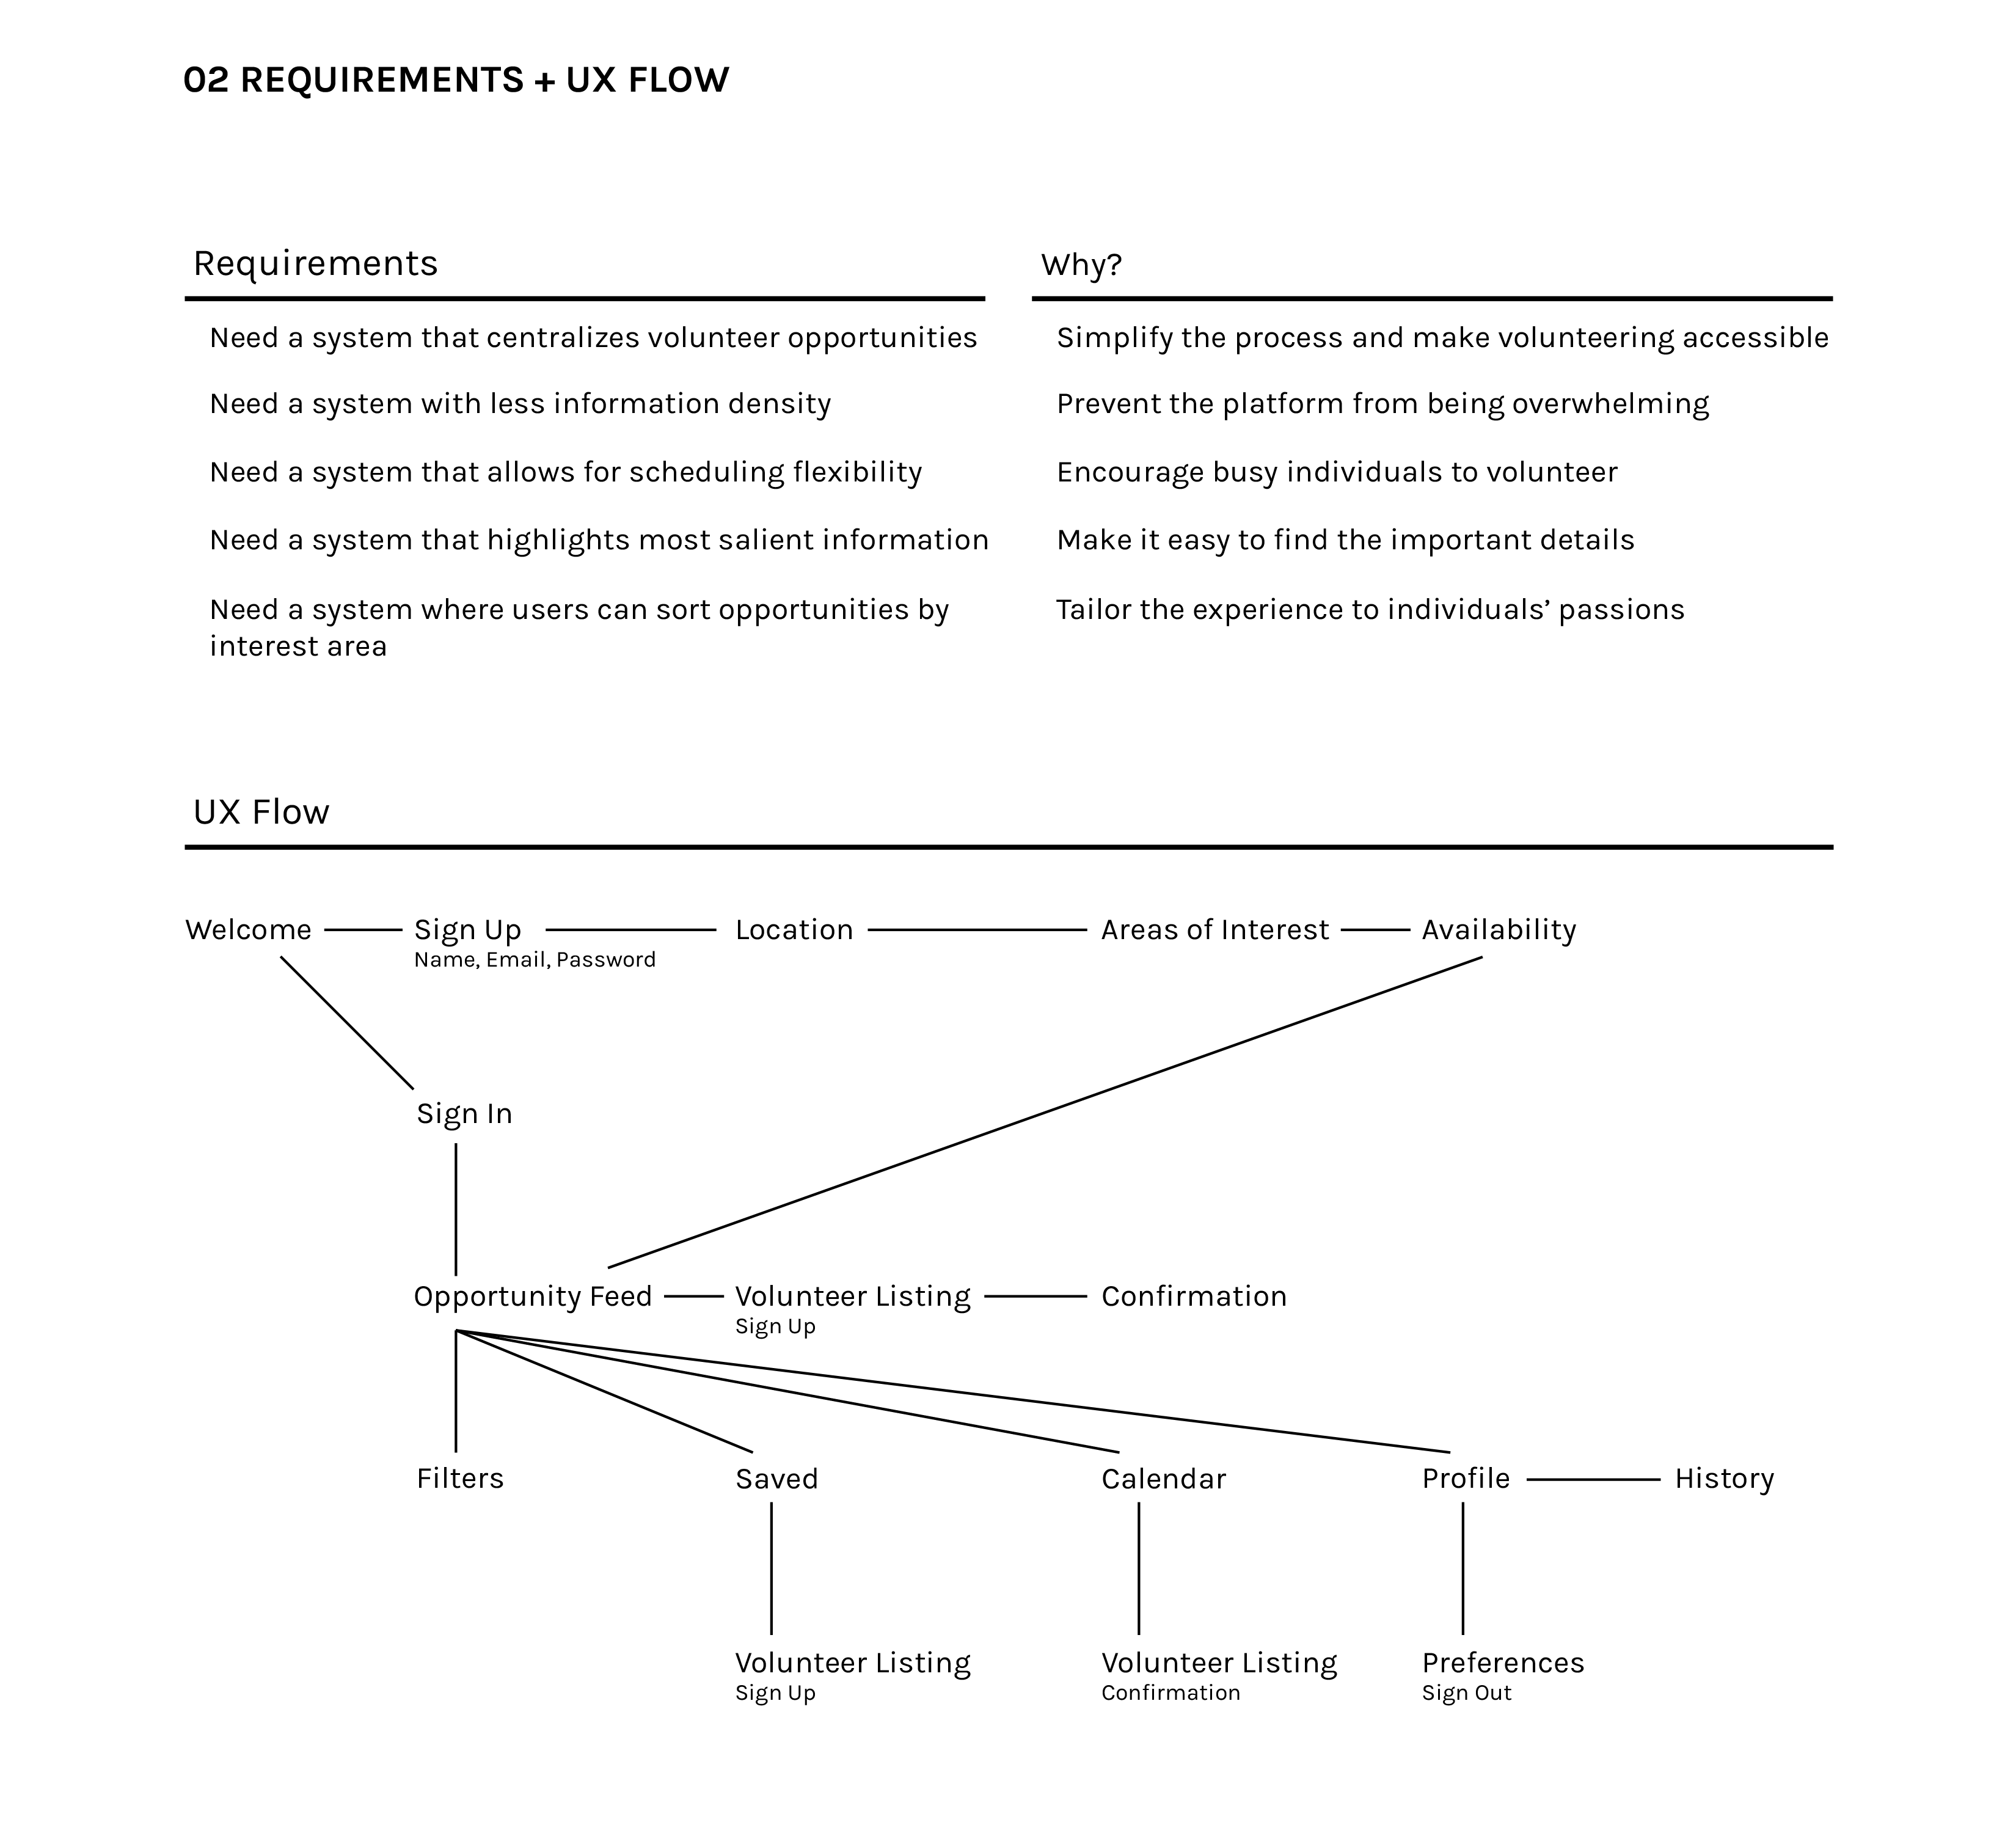 02 REQUIREMENTS + UX FLOW
Requirements
Why?
Need a system that centralizes volunteer opportunities
Simplify the process and make volunteering accessible
Need a system with less information density
Prevent the platform from being overwhelming
Need a system that allows for scheduling flexibility
Encourage busy individuals to volunteer
Need a system that highlights most salient information
Make it easy to find the important details
Need a system where users can sort opportunities by
interest area
Tailor the experience to individuals’ passions
UX Flow
Welcome
Sign Up
Name, Email, Password
Location
Areas of Interest
Availability
Sign In
Opportunity Feed
Volunteer Listing
Sign Up
Confirmation
Filters
Saved
Calendar
Profile
History
Volunteer Listing
Sign Up
Volunteer Listing
Confirmation
Preferences
Sign Out